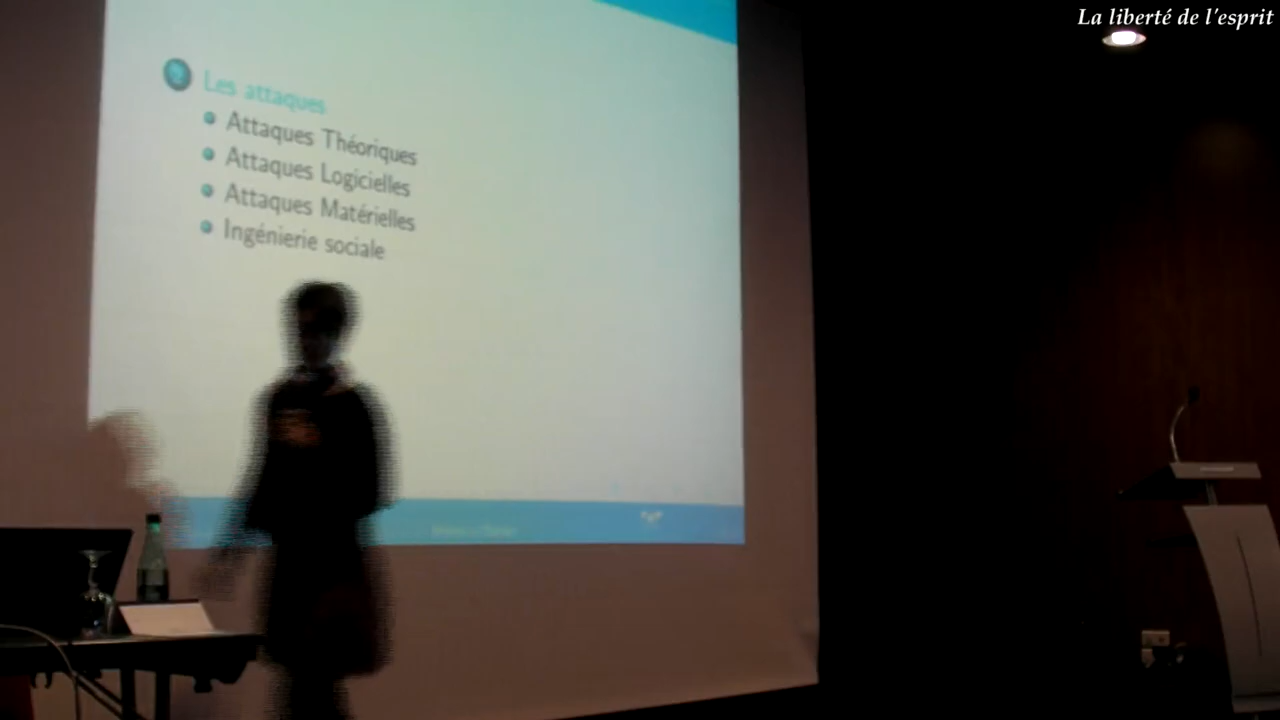 La liberté de l'esprit
Les attaques
Attaques Théoriques
Attaques Logicielles
Attaques Matérielles
Ingénierie sociale